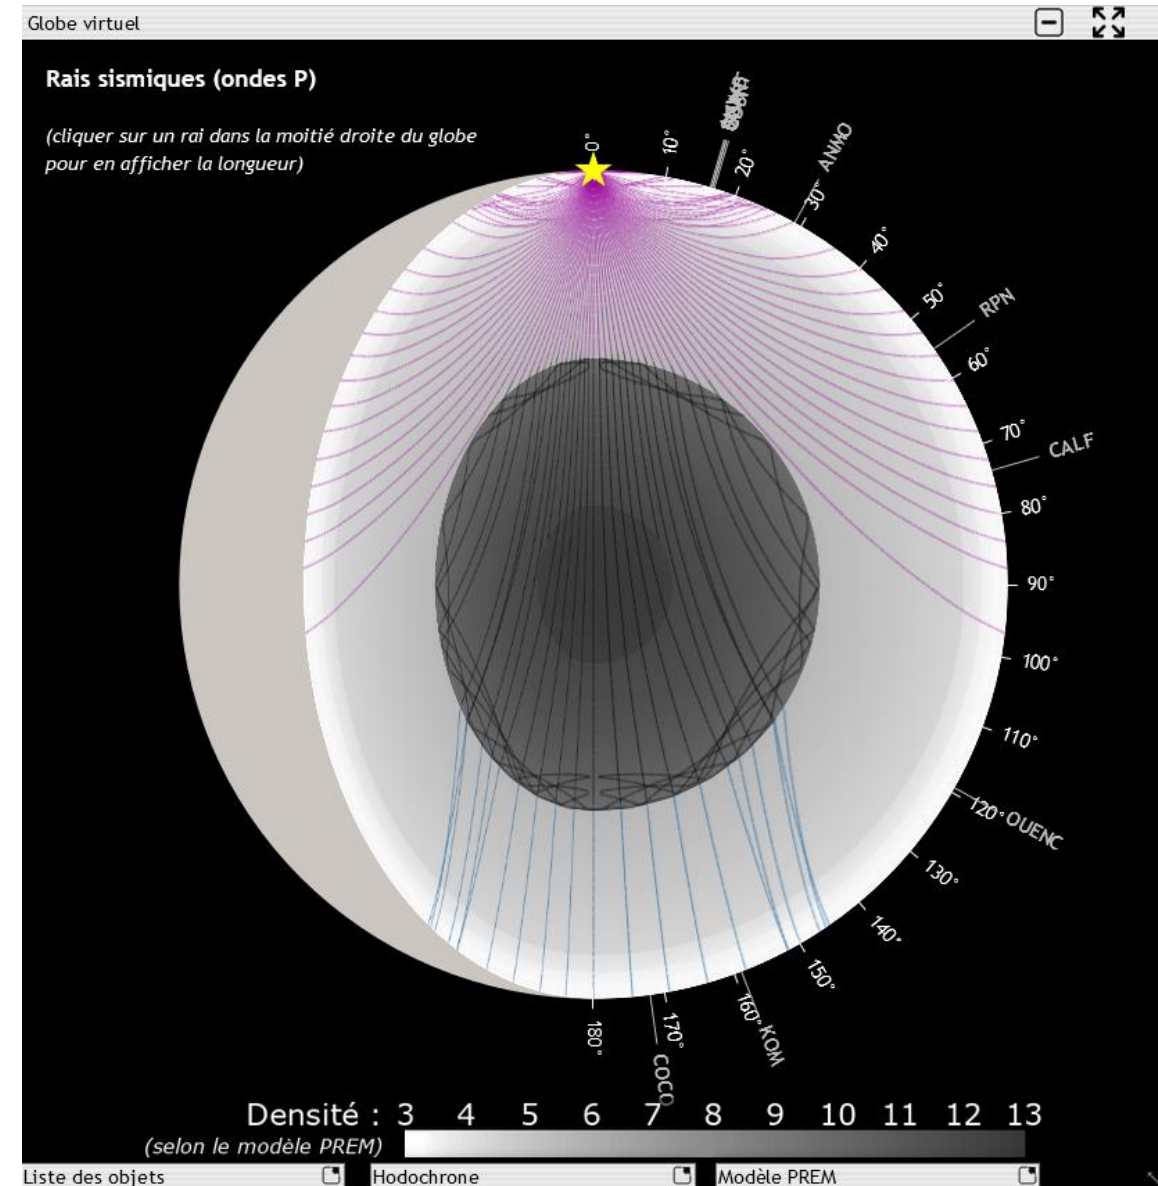 Globe virtuel
Rais sismiques (ondes P)
(cliquer sur un rai dans la moitié droite du globe
pour en afficher la longueur)
0°
10°
20°
ANMO
30°
40°
50°
RPN
60°
70°
CALF
80°
90°
100°
110°
120°
OUENC
130°
140°
150°
160°
KOM
170°
COCO
180°
Densité : 3 4 5 6 7 8 9 10 11 12 13
(selon le modèle PREM)
Liste des objets
Hodochrone
Modèle PREM